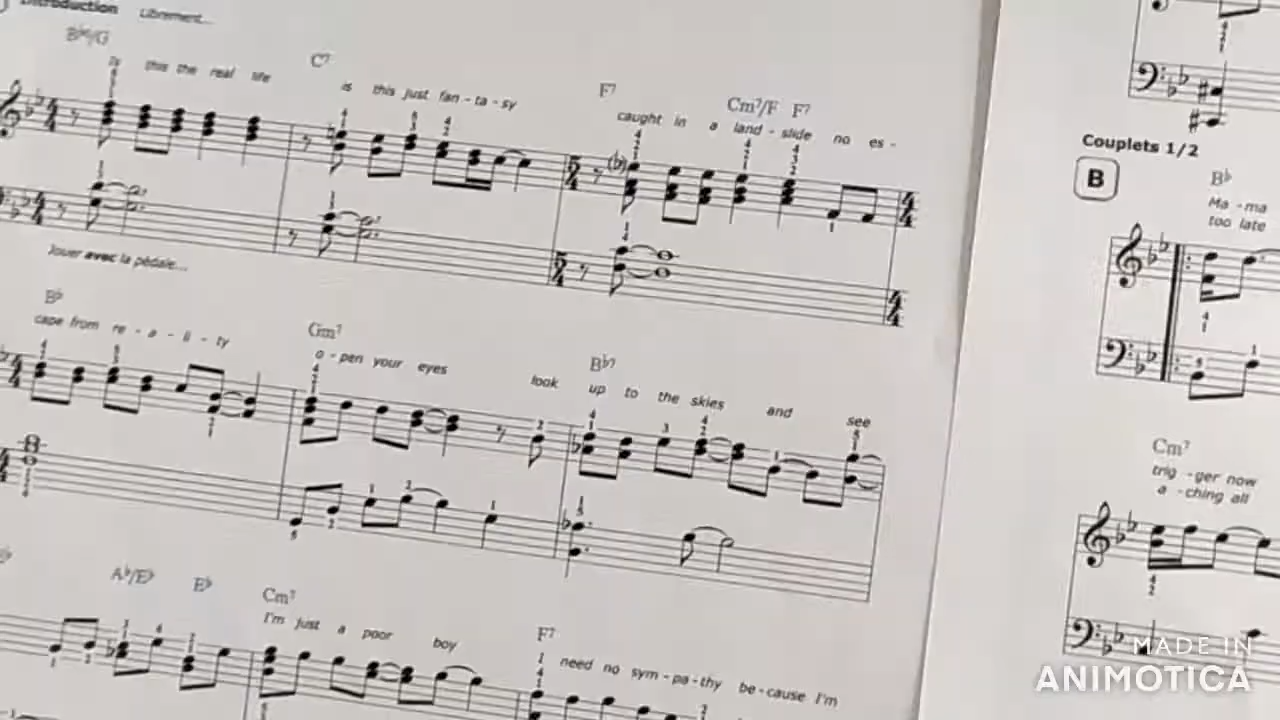 Introduction Librement...
B♭6/G C7 F7 Cm7/F F7
Is this the real life is this just fan-ta-sy caught in a land-slide no es-
Jouer avec la pédale...
B♭ Gm7 B♭7
cape from re-a-li-ty o-pen your eyes look up to the skies and see
A♭/E♭ E♭ Cm7 F7
I'm just a poor boy I need no sym-pa-thy be-cause I'm
Couplets 1/2
B
B♭
Ma-ma
too late
Cm7
trig-ger now
a-ching all
MADE IN
ANIMOTICA